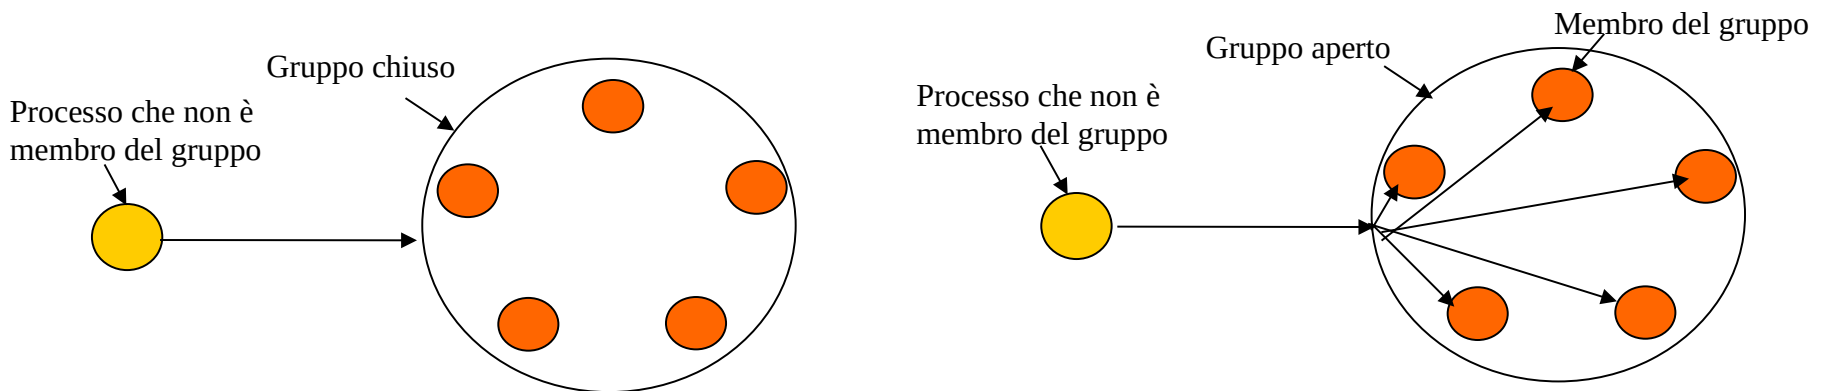 Gruppo chiuso
Processo che non è
membro del gruppo
Membro del gruppo
Gruppo aperto
Processo che non è
membro del gruppo